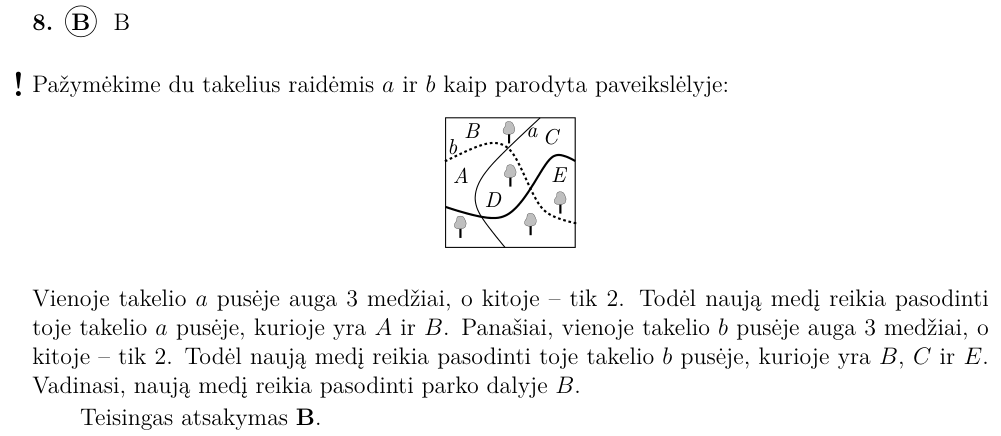 8. B B
! Pažymėkime du takelius raidėmis a ir b kaip parodyta paveikslėlyje:
B a C
b
A E
D
Vienoje takelio a pusėje auga 3 medžiai, o kitoje – tik 2. Todėl naują medį reikia pasodinti
toje takelio a pusėje, kurioje yra A ir B. Panašiai, vienoje takelio b pusėje auga 3 medžiai, o
kitoje – tik 2. Todėl naują medį reikia pasodinti toje takelio b pusėje, kurioje yra B, C ir E.
Vadinasi, naują medį reikia pasodinti parko dalyje B.
Teisingas atsakymas B.